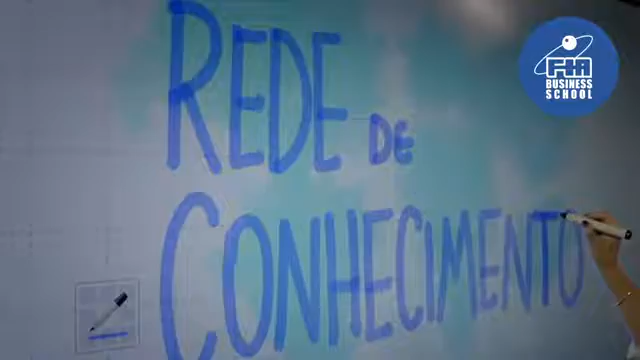 REDE DE
CONHECIMENTO
FIA
BUSINESS
SCHOOL